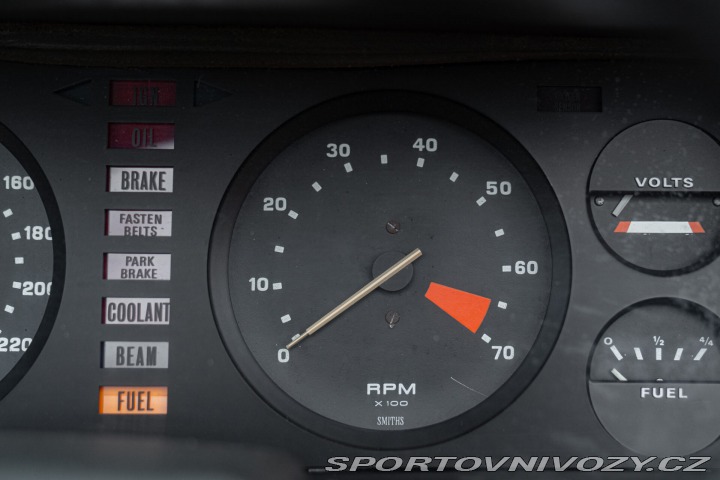 160
180
200
220
IGN
OIL
BRAKE
FASTEN
BELTS
PARK
BRAKE
COOLANT
BEAM
FUEL
0
10
20
30
40
50
60
70
RPM
X 100
SMITHS
VOLTS
0 1/2 4/4
FUEL
SPORTOVNIVOZY.CZ